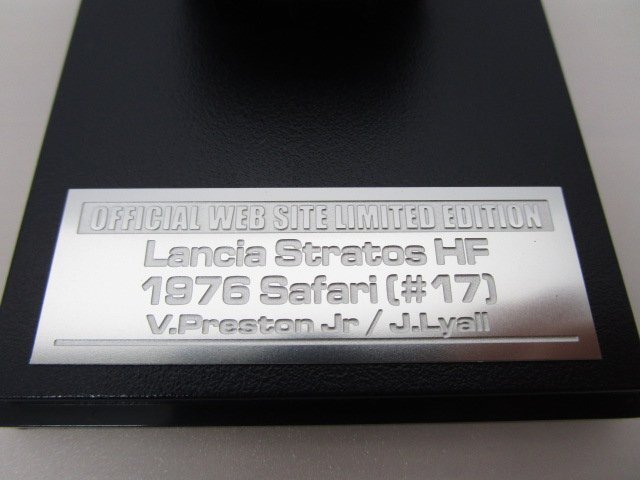 OFFICIAL WEB SITE LIMITED EDITION
Lancia Stratos HF
1976 Safari (#17)
V.Preston Jr / J.Lyall